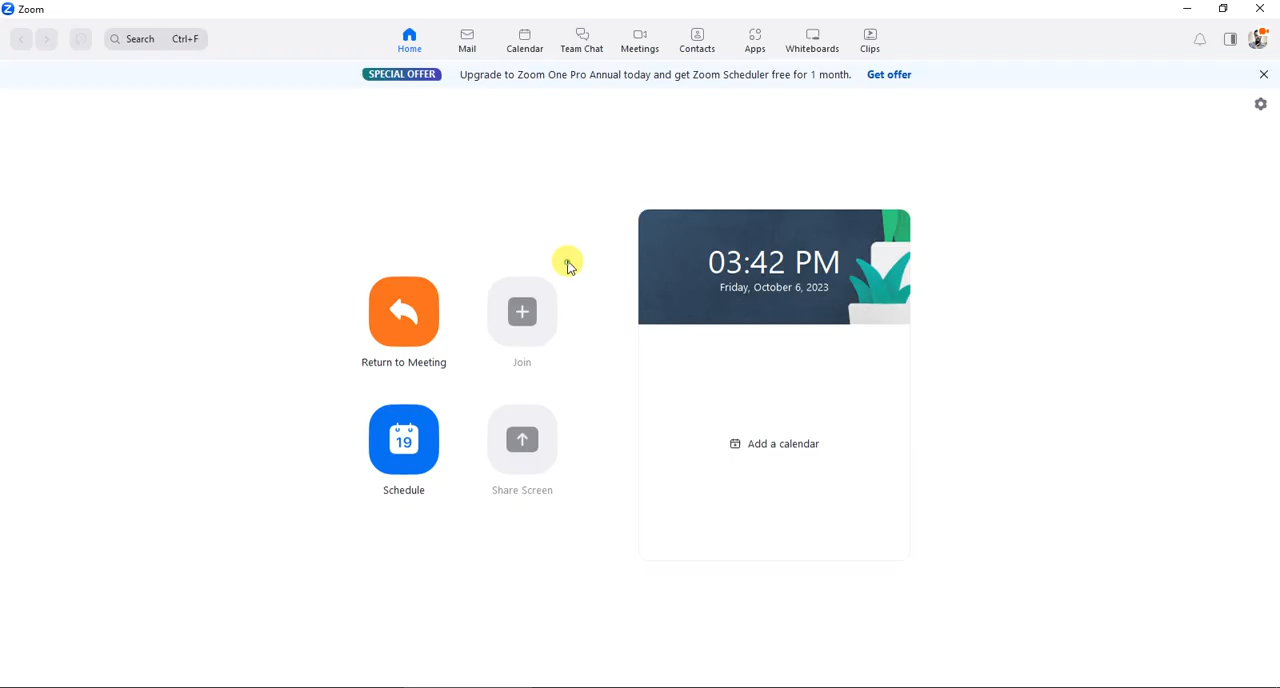 Zoom
Search Ctrl+F
Home
Mail
Calendar
Team Chat
Meetings
Contacts
Apps
Whiteboards
Clips
SPECIAL OFFER Upgrade to Zoom One Pro Annual today and get Zoom Scheduler free for 1 month. Get offer
03:42 PM
Friday, October 6, 2023
Return to Meeting
Join
19
Schedule
Share Screen
Add a calendar